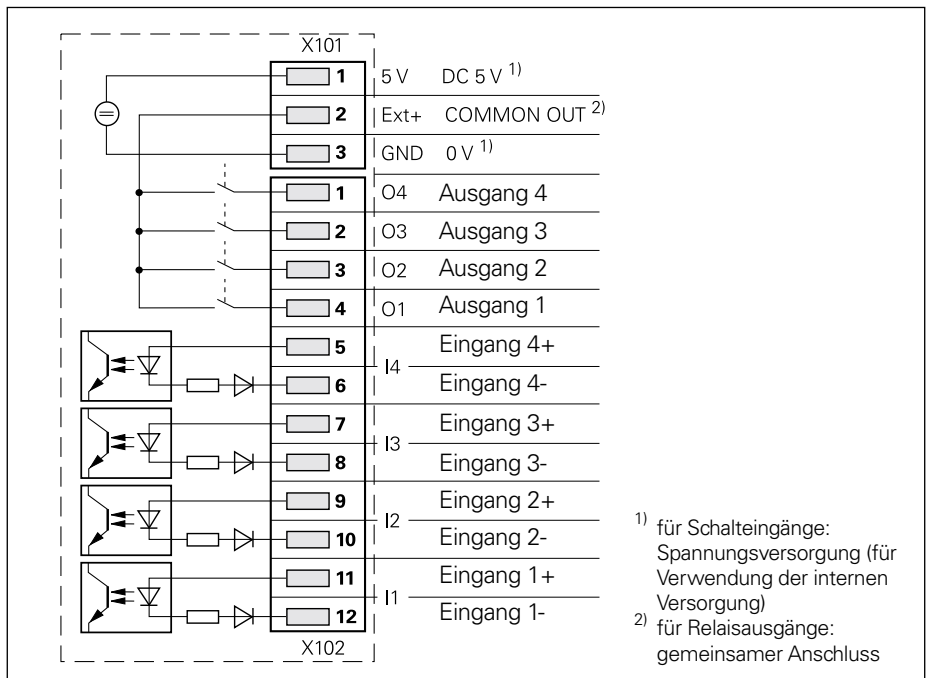 X101
1 5 V DC 5 V 1)
2 Ext+ COMMON OUT 2)
3 GND 0 V 1)
1 O4 Ausgang 4
2 O3 Ausgang 3
3 O2 Ausgang 2
4 O1 Ausgang 1
5 Eingang 4+
I4
6 Eingang 4-
7 Eingang 3+
I3
8 Eingang 3-
9 Eingang 2+
I2
10 Eingang 2-
11 Eingang 1+
I1
12 Eingang 1-
X102
1) für Schalteingänge:
Spannungsversorgung (für
Verwendung der internen
Versorgung)
2) für Relaisausgänge:
gemeinsamer Anschluss